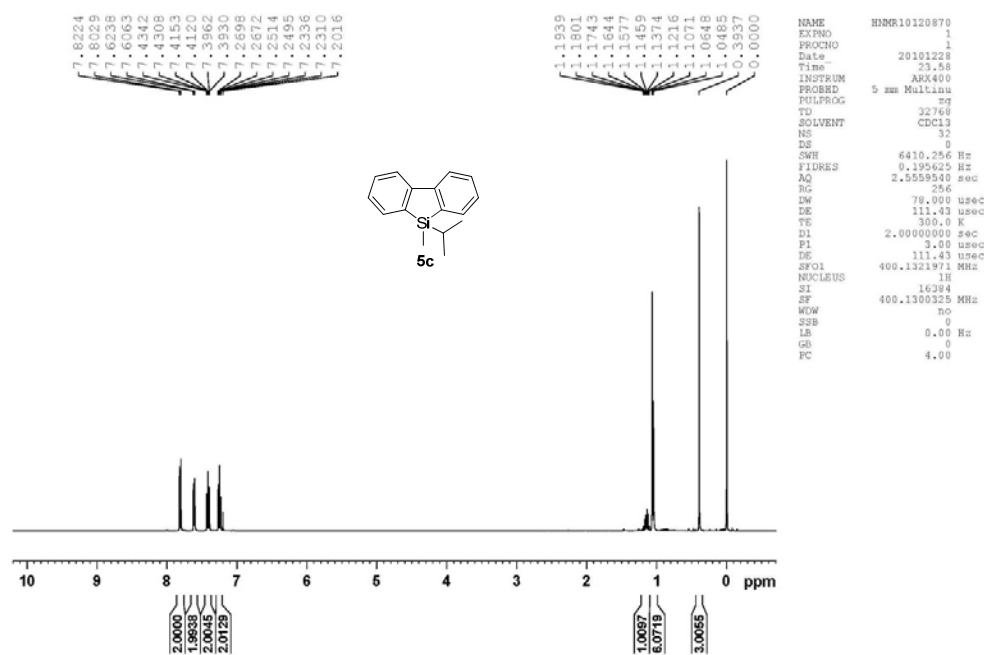 7.8224
7.8029
7.6238
7.6063
7.4342
7.4308
7.4153
7.4120
7.3962
7.3930
7.2698
7.2672
7.2514
7.2495
7.2336
7.2310
7.2016
1.1939
1.1801
1.1743
1.1644
1.1577
1.1459
1.1374
1.1216
1.1071
1.0648
1.0485
0.3937
0.0000
NAME HNMR10120870
EXPNO 1
PROCNO 1
Date_ 20101228
Time 23.58
INSTRUM ARX400
PROBHD 5 mm Multinu
PULPROG zg
TD 32768
SOLVENT CDCl3
NS 32
DS 0
SWH 6410.256 Hz
FIDRES 0.195625 Hz
AQ 2.5559540 sec
RG 256
DW 78.000 usec
DE 111.43 usec
TE 300.0 K
D1 2.00000000 sec
P1 3.00 usec
DE 111.43 usec
SFO1 400.1321971 MHz
NUCLEUS 1H
SI 16384
SF 400.1300325 MHz
WDW no
SSB 0
LB 0.00 Hz
GB 0
PC 4.00
Si
5c
10 9 8 7 6 5 4 3 2 1 0 ppm
2.0000
1.9938
2.0045
2.0129
1.0097
6.0719
3.0055